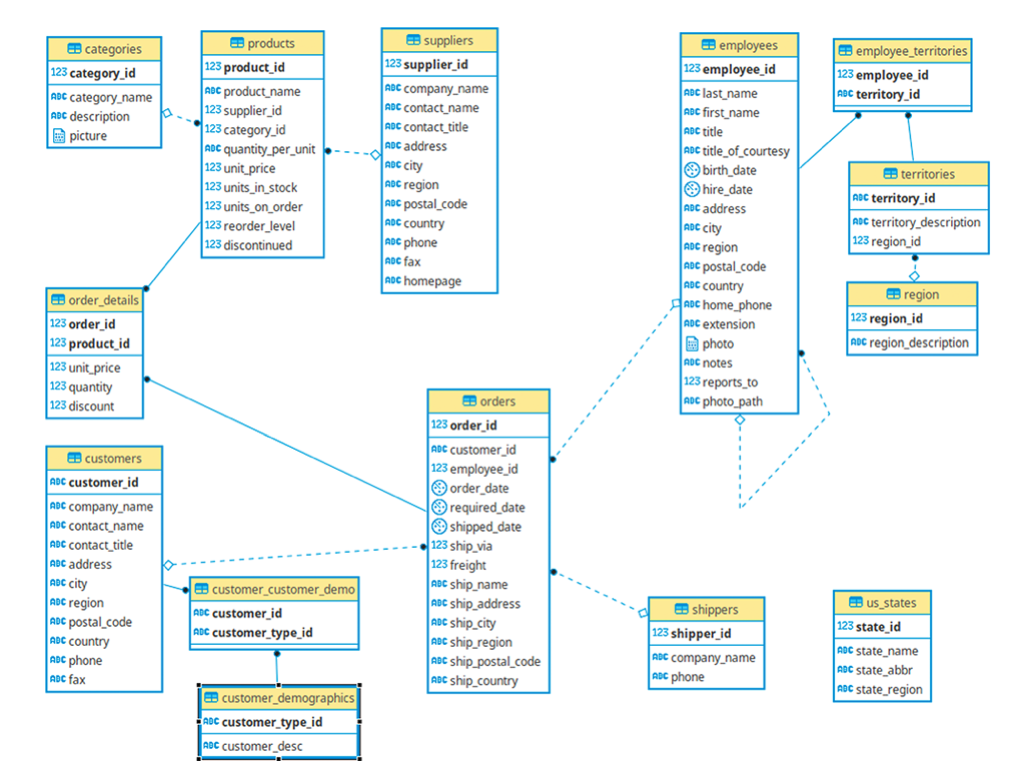 categories
123 category_id
ABC category_name
ABC description
picture
products
123 product_id
ABC product_name
123 supplier_id
123 category_id
ABC quantity_per_unit
123 unit_price
123 units_in_stock
123 units_on_order
123 reorder_level
123 discontinued
suppliers
123 supplier_id
ABC company_name
ABC contact_name
ABC contact_title
ABC address
ABC city
ABC region
ABC postal_code
ABC country
ABC phone
ABC fax
ABC homepage
employees
123 employee_id
ABC last_name
ABC first_name
ABC title
ABC title_of_courtesy
birth_date
hire_date
ABC address
ABC city
ABC region
ABC postal_code
ABC country
ABC home_phone
ABC extension
photo
ABC notes
123 reports_to
ABC photo_path
employee_territories
123 employee_id
ABC territory_id
territories
ABC territory_id
ABC territory_description
123 region_id
region
123 region_id
ABC region_description
order_details
123 order_id
123 product_id
123 unit_price
123 quantity
123 discount
orders
123 order_id
ABC customer_id
123 employee_id
order_date
required_date
shipped_date
123 ship_via
123 freight
ABC ship_name
ABC ship_address
ABC ship_city
ABC ship_region
ABC ship_postal_code
ABC ship_country
customers
ABC customer_id
ABC company_name
ABC contact_name
ABC contact_title
ABC address
ABC city
ABC region
ABC postal_code
ABC country
ABC phone
ABC fax
customer_customer_demo
ABC customer_id
ABC customer_type_id
customer_demographics
ABC customer_type_id
ABC customer_desc
shippers
123 shipper_id
ABC company_name
ABC phone
us_states
123 state_id
ABC state_name
ABC state_abbr
ABC state_region